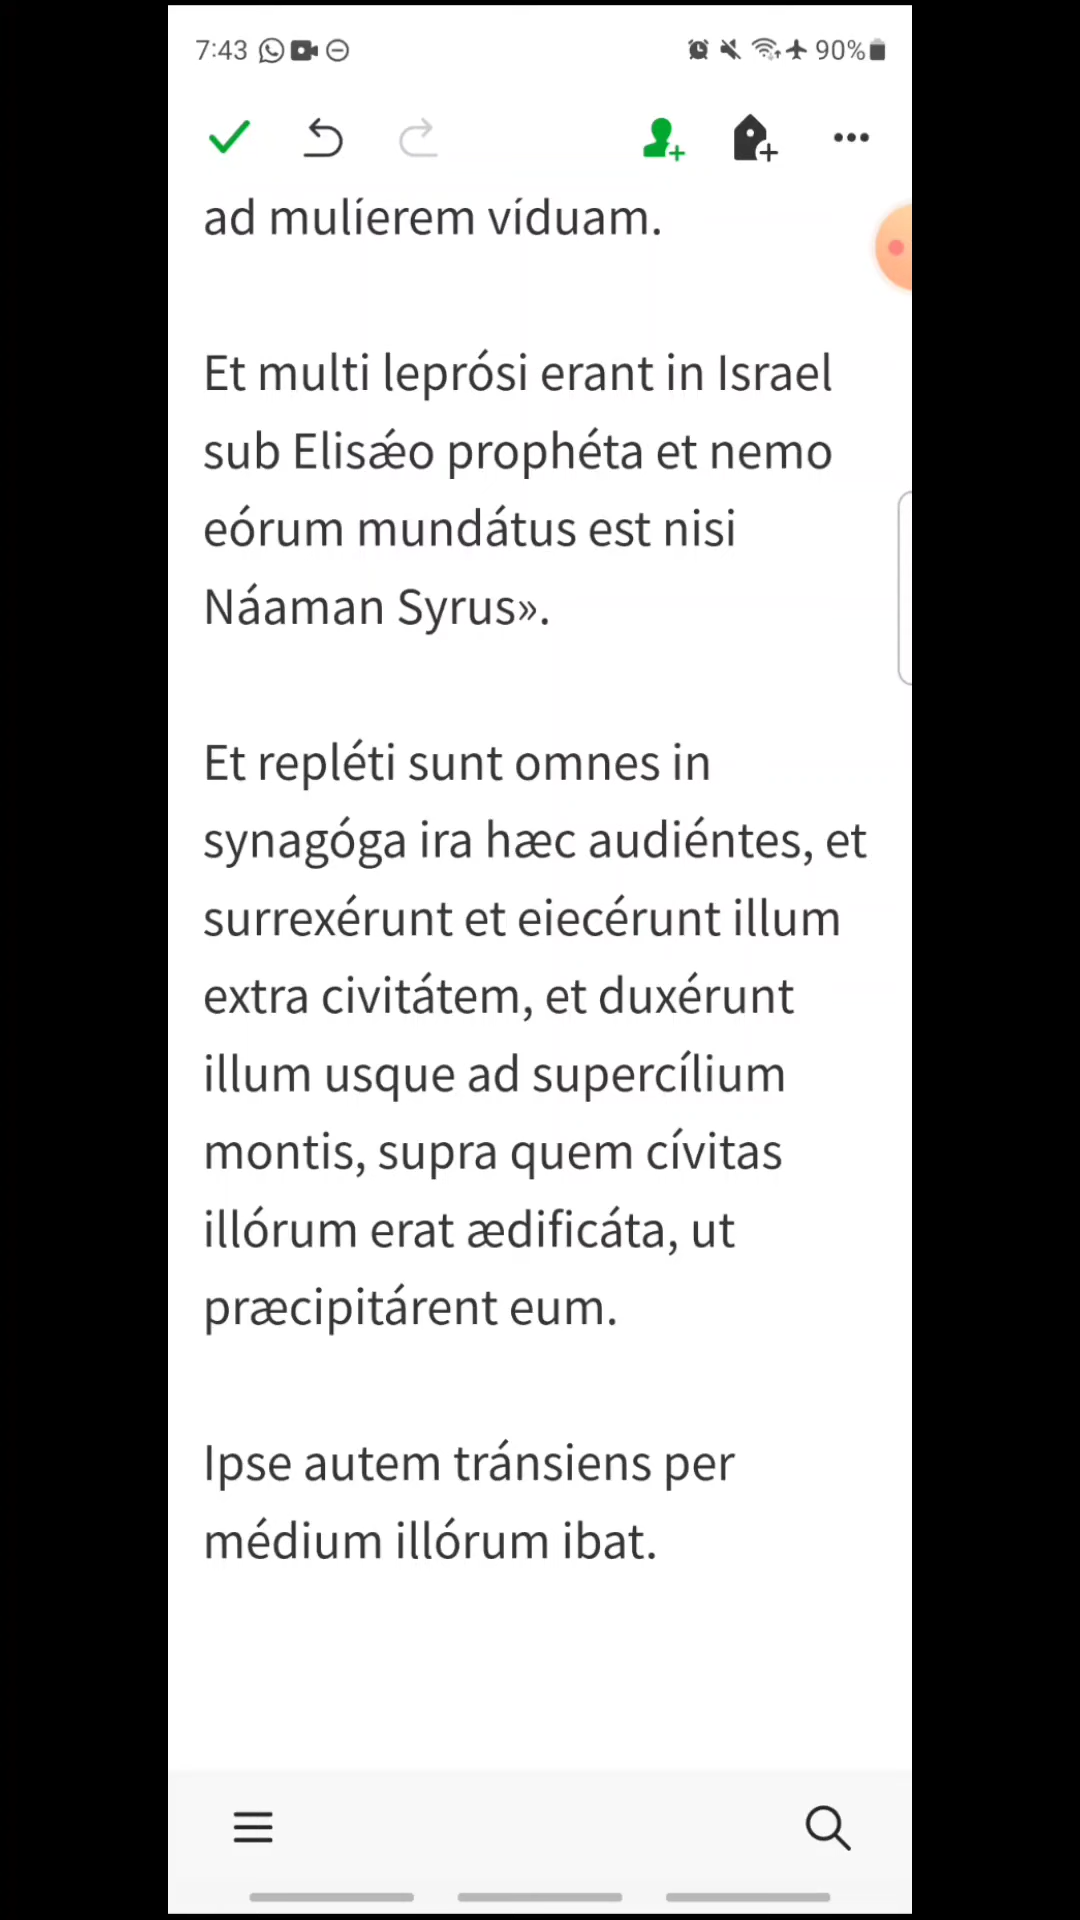 7:43
90%
ad mulíerem víduam.
Et multi leprósi erant in Israel
sub Elisǽo prophéta et nemo
eórum mundátus est nisi
Náaman Syrus».
Et repléti sunt omnes in
synagóga ira hæc audiéntes, et
surrexérunt et eiecérunt illum
extra civitátem, et duxérunt
illum usque ad supercílium
montis, supra quem cívitas
illórum erat ædificáta, ut
præcipitárent eum.
Ipse autem tránsiens per
médium illórum ibat.